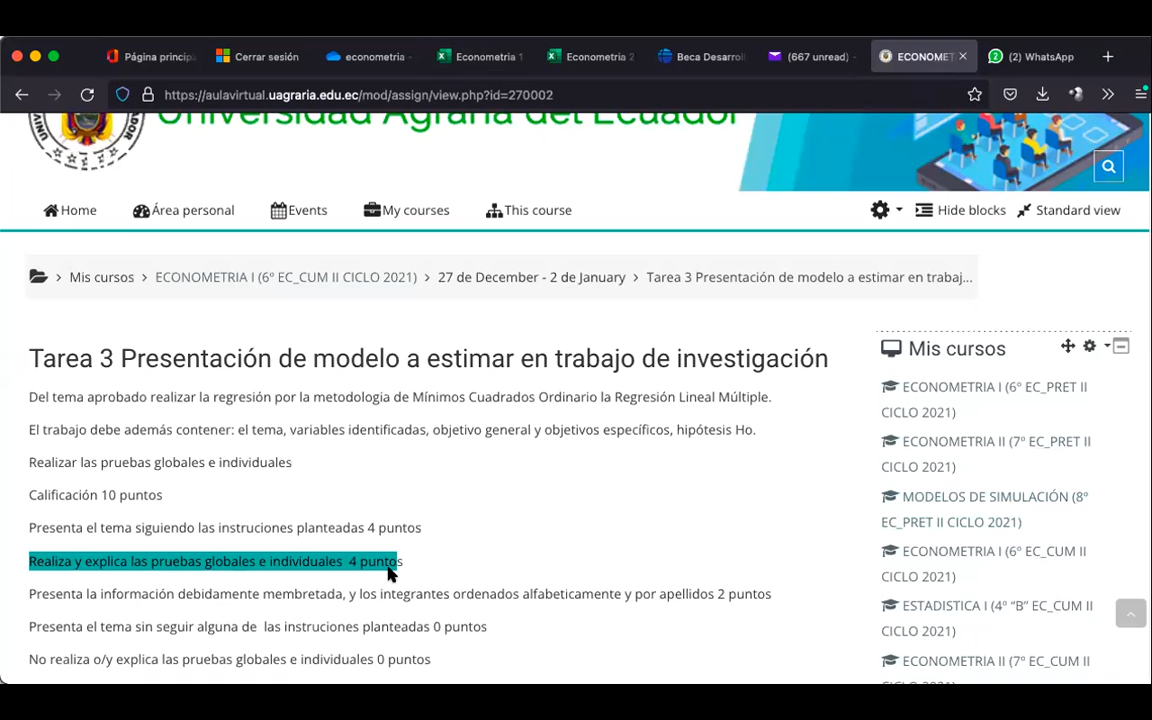 Página princip
Cerrar sesión
econometria -
Econometria 1
Econometria 2
Beca Desarroll
(667 unread)
ECONOMET
(2) WhatsApp
https://aulavirtual.uagraria.edu.ec/mod/assign/view.php?id=270002
Universidad Agraria del Ecuador
Home
Área personal
Events
My courses
This course
Hide blocks
Standard view
Mis cursos
ECONOMETRIA I (6º EC_CUM II CICLO 2021)
27 de December - 2 de January
Tarea 3 Presentación de modelo a estimar en trabaj...
Tarea 3 Presentación de modelo a estimar en trabajo de investigación
Del tema aprobado realizar la regresión por la metodologia de Mínimos Cuadrados Ordinario la Regresión Lineal Múltiple.
El trabajo debe además contener: el tema, variables identificadas, objetivo general y objetivos específicos, hipótesis Ho.
Realizar las pruebas globales e individuales
Calificación 10 puntos
Presenta el tema siguiendo las instruciones planteadas 4 puntos
Realiza y explica las pruebas globales e individuales  4 puntos
Presenta la información debidamente membretada, y los integrantes ordenados alfabeticamente y por apellidos 2 puntos
Presenta el tema sin seguir alguna de  las instruciones planteadas 0 puntos
No realiza o/y explica las pruebas globales e individuales 0 puntos
Mis cursos
ECONOMETRIA I (6º EC_PRET II
CICLO 2021)
ECONOMETRIA II (7º EC_PRET II
CICLO 2021)
MODELOS DE SIMULACIÓN (8º
EC_PRET II CICLO 2021)
ECONOMETRIA I (6º EC_CUM II
CICLO 2021)
ESTADISTICA I (4º "B" EC_CUM II
CICLO 2021)
ECONOMETRIA II (7º EC_CUM II